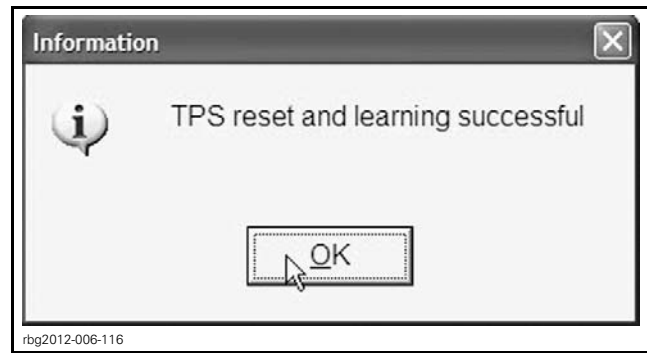 Information
TPS reset and learning successful
OK
rbg2012-006-116